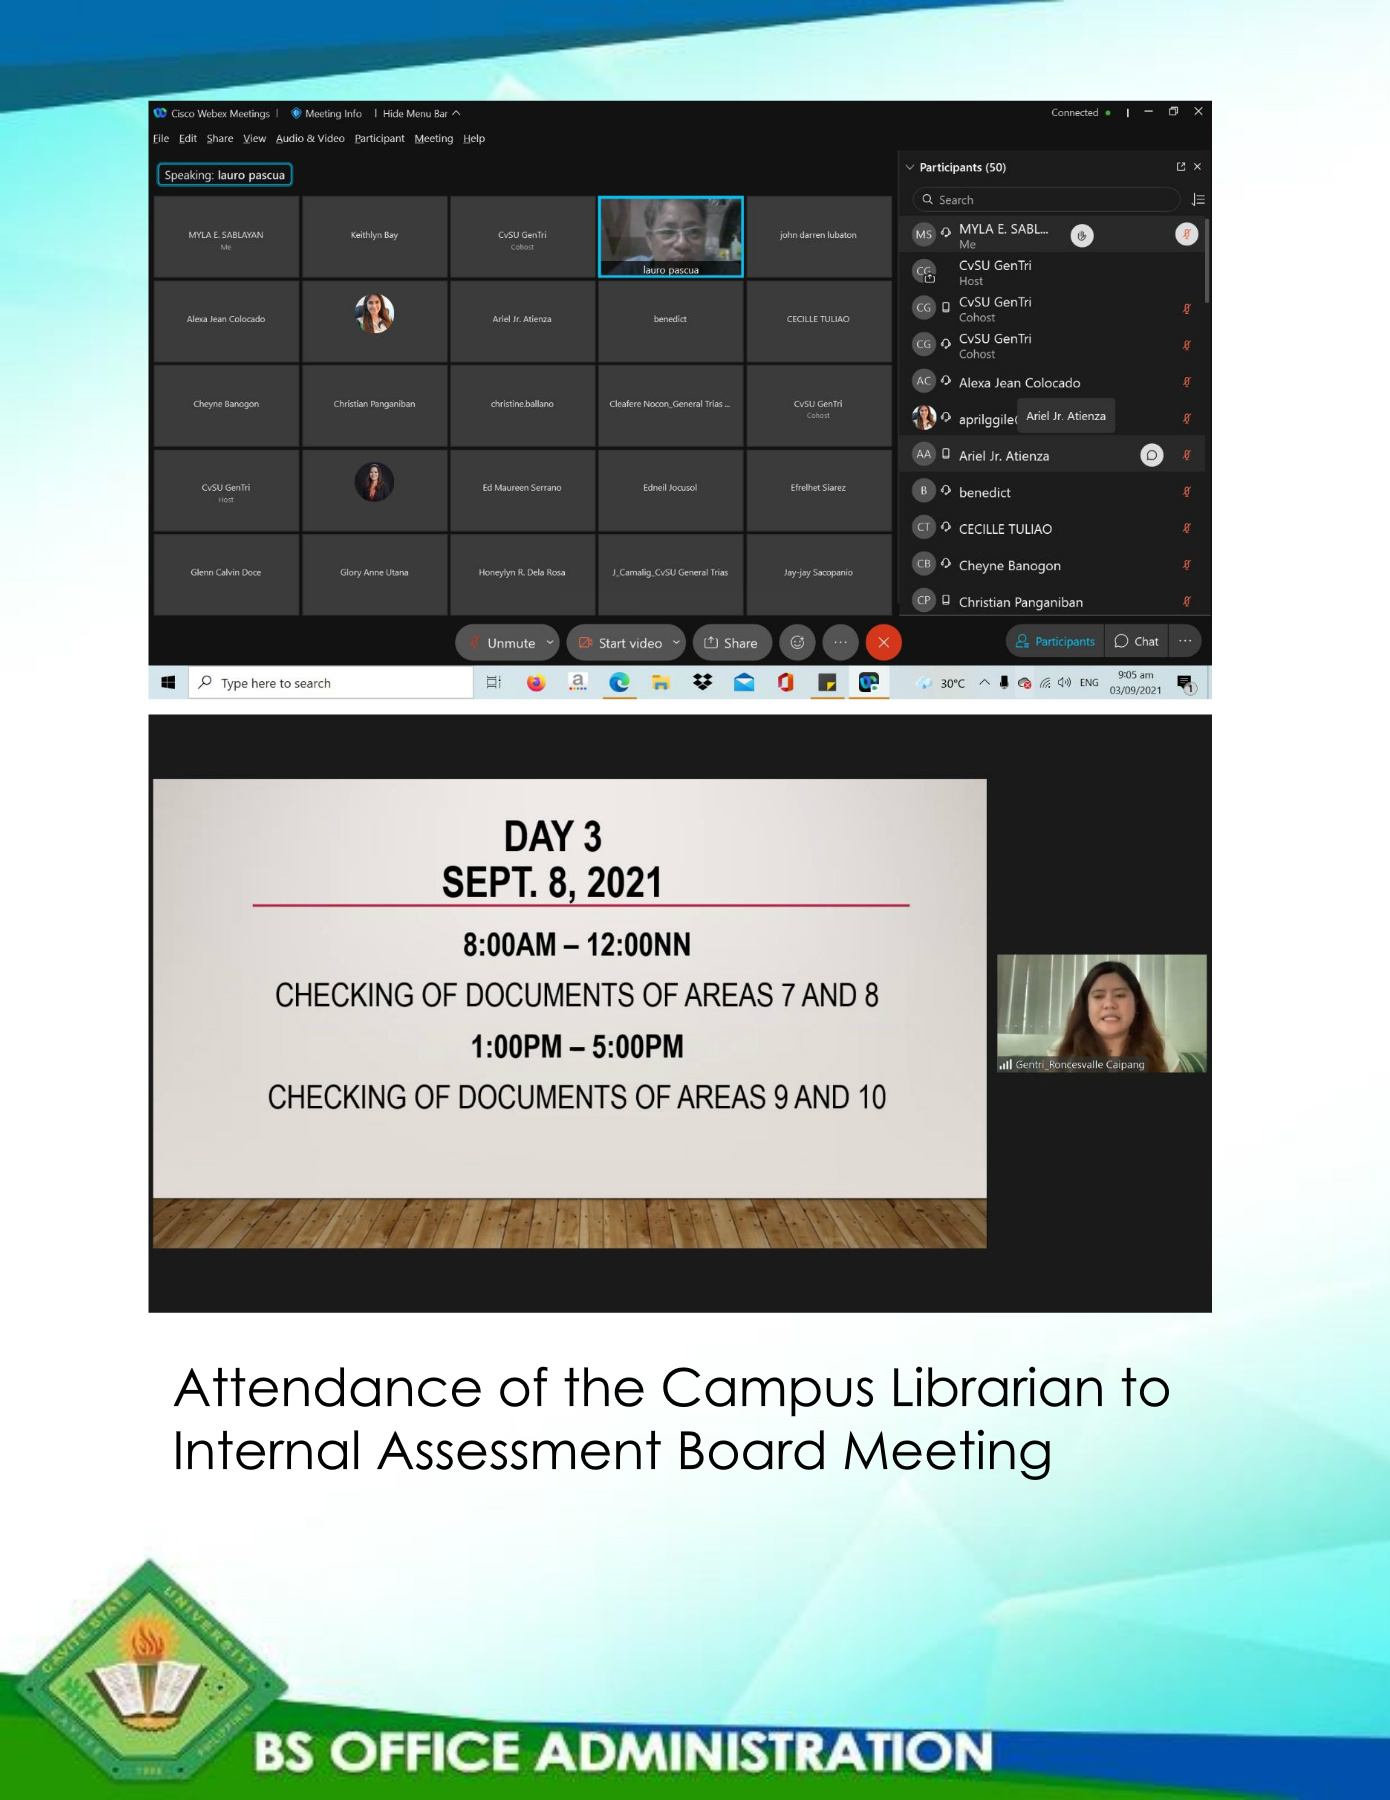 Cisco Webex Meetings | Meeting Info | Hide Menu Bar
Connected
File Edit Share View Audio & Video Participant Meeting Help
Speaking: lauro pascua
MYLA E. SABLAYAN
Me
Keithlyn Bay
CvSU GenTri
Cohost
lauro pascua
john darren lubaton
Alexa Jean Colocado
Ariel Jr. Atienza
benedict
CECILLE TULIAO
Cheyne Banogon
Christian Panganiban
christine.ballano
Cleafere Nocon_General Trias ...
CvSU GenTri
Cohost
CvSU GenTri
Host
Ed Maureen Serrano
Edneil Jocusol
Efrelhet Siarez
Glenn Calvin Doce
Glory Anne Utana
Honeylyn R. Dela Rosa
J_Camalig_CvSU General Trias
Jay-jay Sacopanio
Participants (50)
Search
MS MYLA E. SABL...
Me
CG CvSU GenTri
Host
CG CvSU GenTri
Cohost
CG CvSU GenTri
Cohost
AC Alexa Jean Colocado
aprilggile
Ariel Jr. Atienza
AA Ariel Jr. Atienza
B benedict
CT CECILLE TULIAO
CB Cheyne Banogon
CP Christian Panganiban
Unmute
Start video
Share
Participants
Chat
Type here to search
30°C
ENG
9:05 am
03/09/2021
1
DAY 3
SEPT. 8, 2021
8:00AM – 12:00NN
CHECKING OF DOCUMENTS OF AREAS 7 AND 8
1:00PM – 5:00PM
CHECKING OF DOCUMENTS OF AREAS 9 AND 10
Gentri_Roncesvalle Caipang
Attendance of the Campus Librarian to
Internal Assessment Board Meeting
CAVITE STATE UNIVERSITY
CAVITE
PHILIPPINES
BS OFFICE ADMINISTRATION